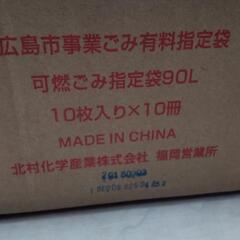 広島市事業ごみ有料指定袋
可燃ごみ指定袋90L
10枚入り×10冊
MADE IN CHINA
北村化学産業株式会社 福岡営業所